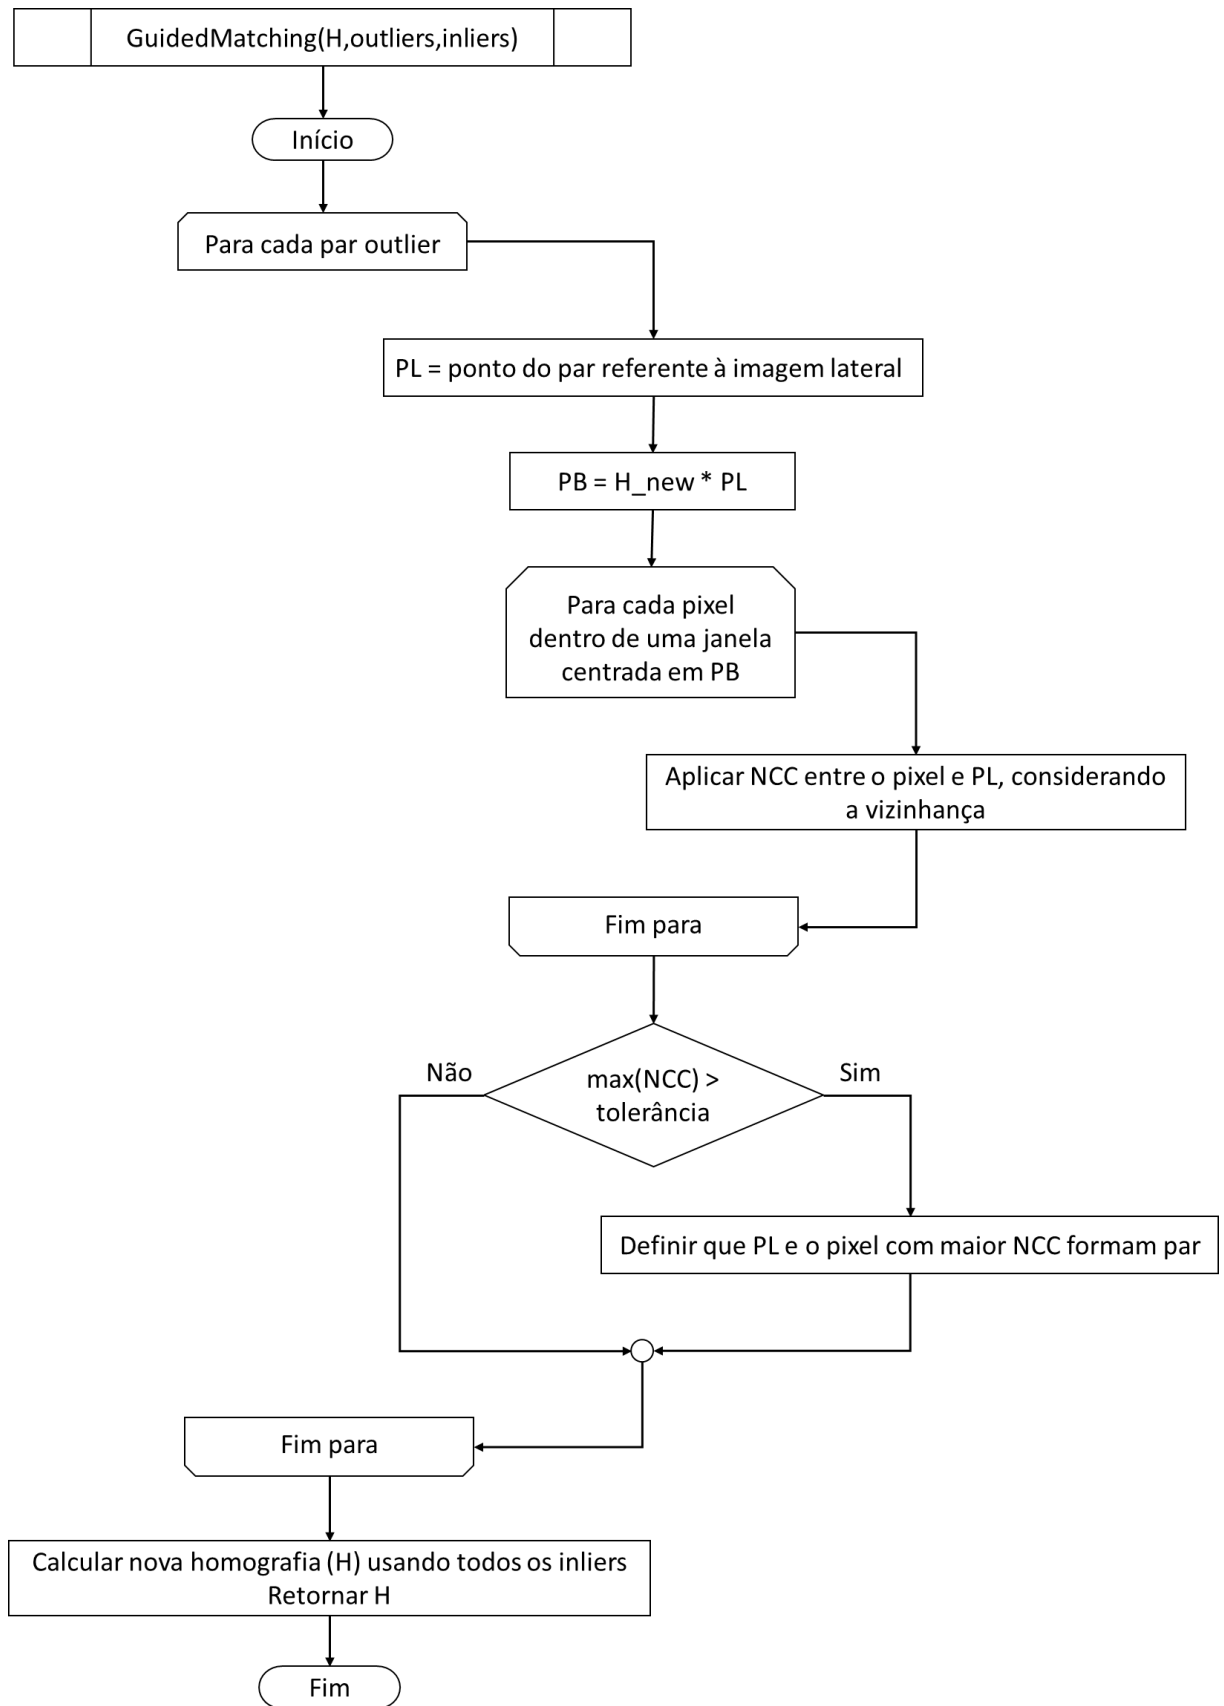 GuidedMatching(H,outliers,inliers)
Início
Para cada par outlier
PL = ponto do par referente à imagem lateral
PB = H_new * PL
Para cada pixel
dentro de uma janela
centrada em PB
Aplicar NCC entre o pixel e PL, considerando
a vizinhança
Fim para
Não
max(NCC) >
tolerância
Sim
Definir que PL e o pixel com maior NCC formam par
Fim para
Calcular nova homografia (H) usando todos os inliers
Retornar H
Fim